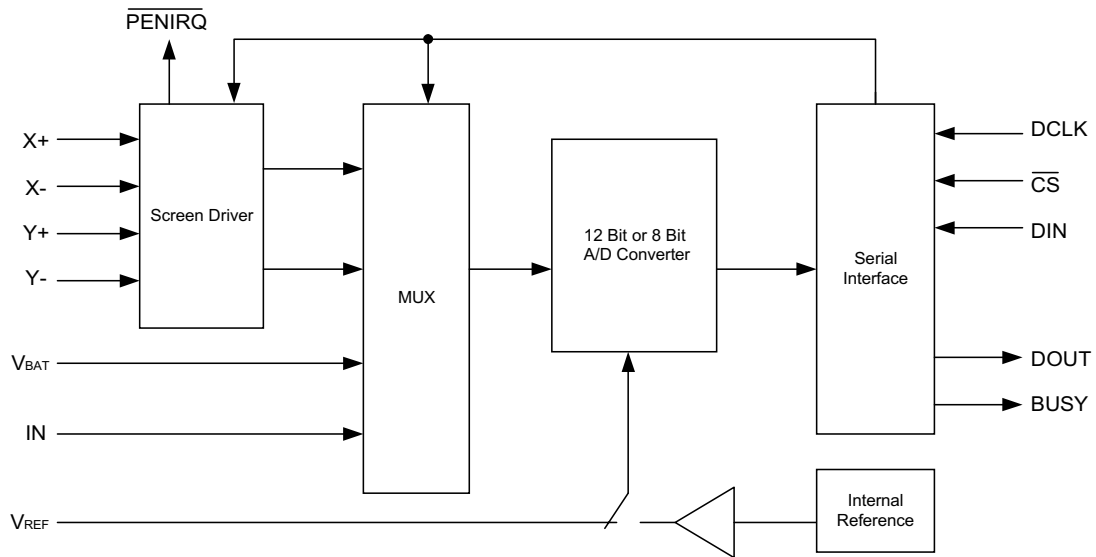 PENIRQ
X+
X-
Y+
Y-
Screen Driver
VBAT
IN
VREF
MUX
12 Bit or 8 Bit
A/D Converter
Serial
Interface
DCLK
CS
DIN
DOUT
BUSY
Internal
Reference